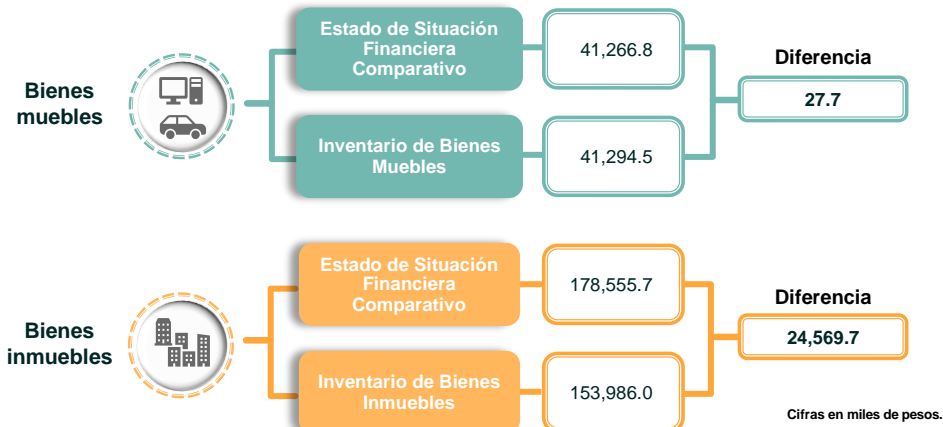 Bienes
muebles
Estado de Situación
Financiera
Comparativo
41,266.8
Inventario de Bienes
Muebles
41,294.5
Diferencia
27.7
Bienes
inmuebles
Estado de Situación
Financiera
Comparativo
178,555.7
Inventario de Bienes
Inmuebles
153,986.0
Diferencia
24,569.7
Cifras en miles de pesos.